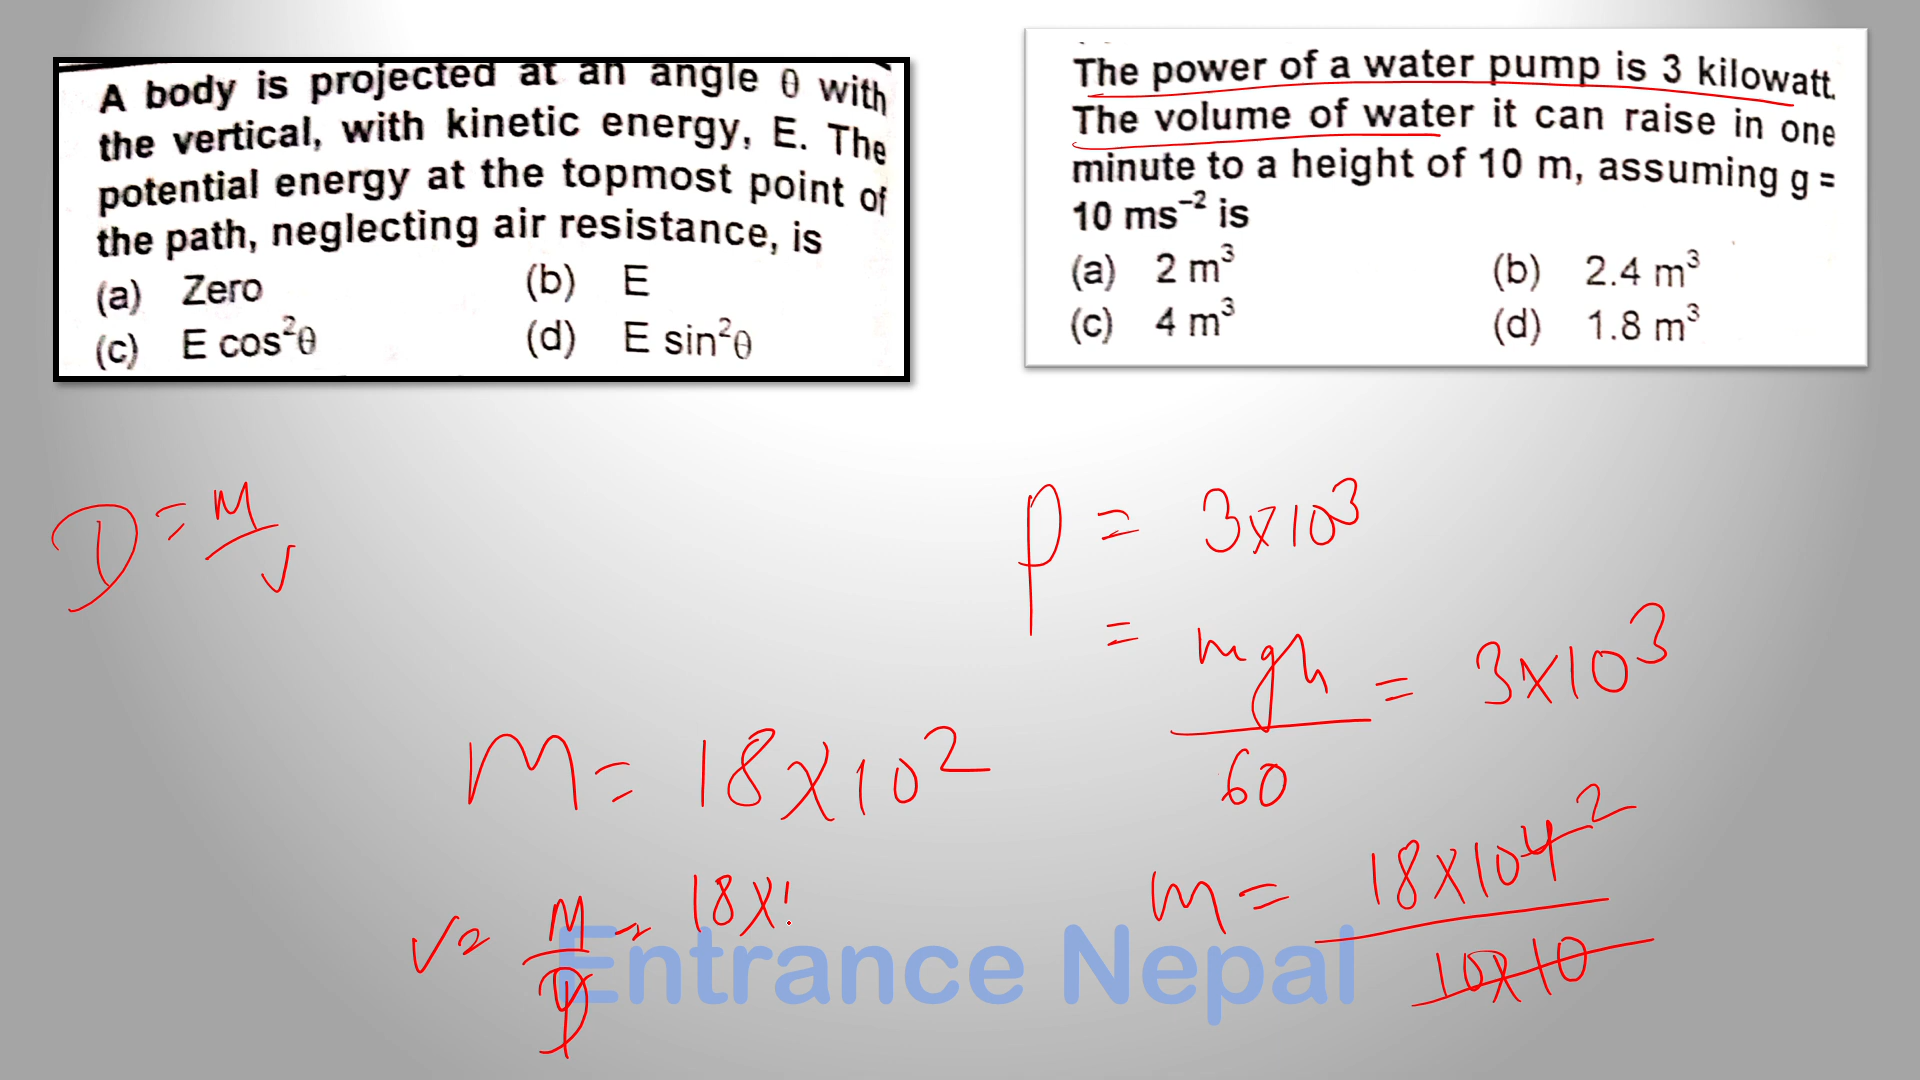 A body is projected at an angle θ with
the vertical, with kinetic energy, E. The
potential energy at the topmost point of
the path, neglecting air resistance, is
(a) Zero (b) E
(c) E cos²θ (d) E sin²θ
The power of a water pump is 3 kilowatt.
The volume of water it can raise in one
minute to a height of 10 m, assuming g =
10 ms⁻² is
(a) 2 m³ (b) 2.4 m³
(c) 4 m³ (d) 1.8 m³
D = M/V
P = 3×10³
= mgh/60 = 3×10³
m = 18×10⁴ ²/10×10
M = 18×10²
V = M/D = 18×1
Entrance Nepal